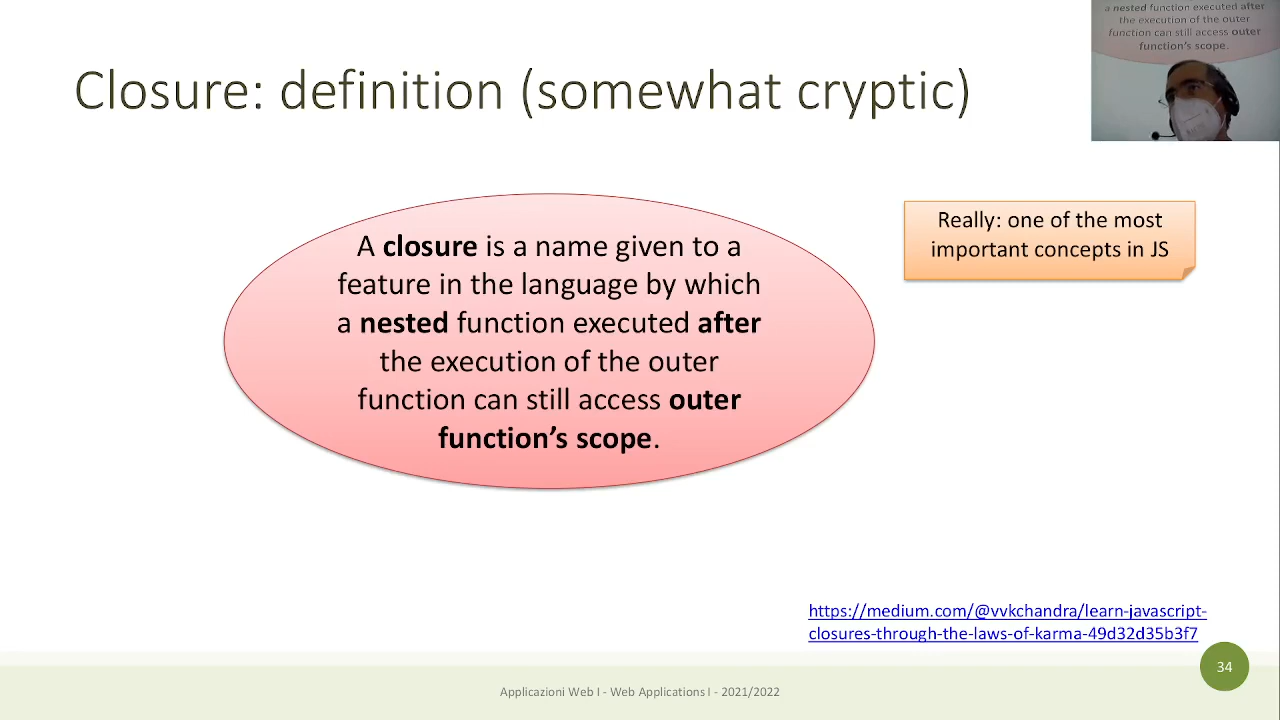 Closure: definition (somewhat cryptic)
a nested function executed after
the execution of the outer
function can still access outer
function's scope.
A closure is a name given to a
feature in the language by which
a nested function executed after
the execution of the outer
function can still access outer
function's scope.
Really: one of the most
important concepts in JS
https://medium.com/@vvkchandra/learn-javascript-
closures-through-the-laws-of-karma-49d32d35b3f7
34
Applicazioni Web I - Web Applications I - 2021/2022